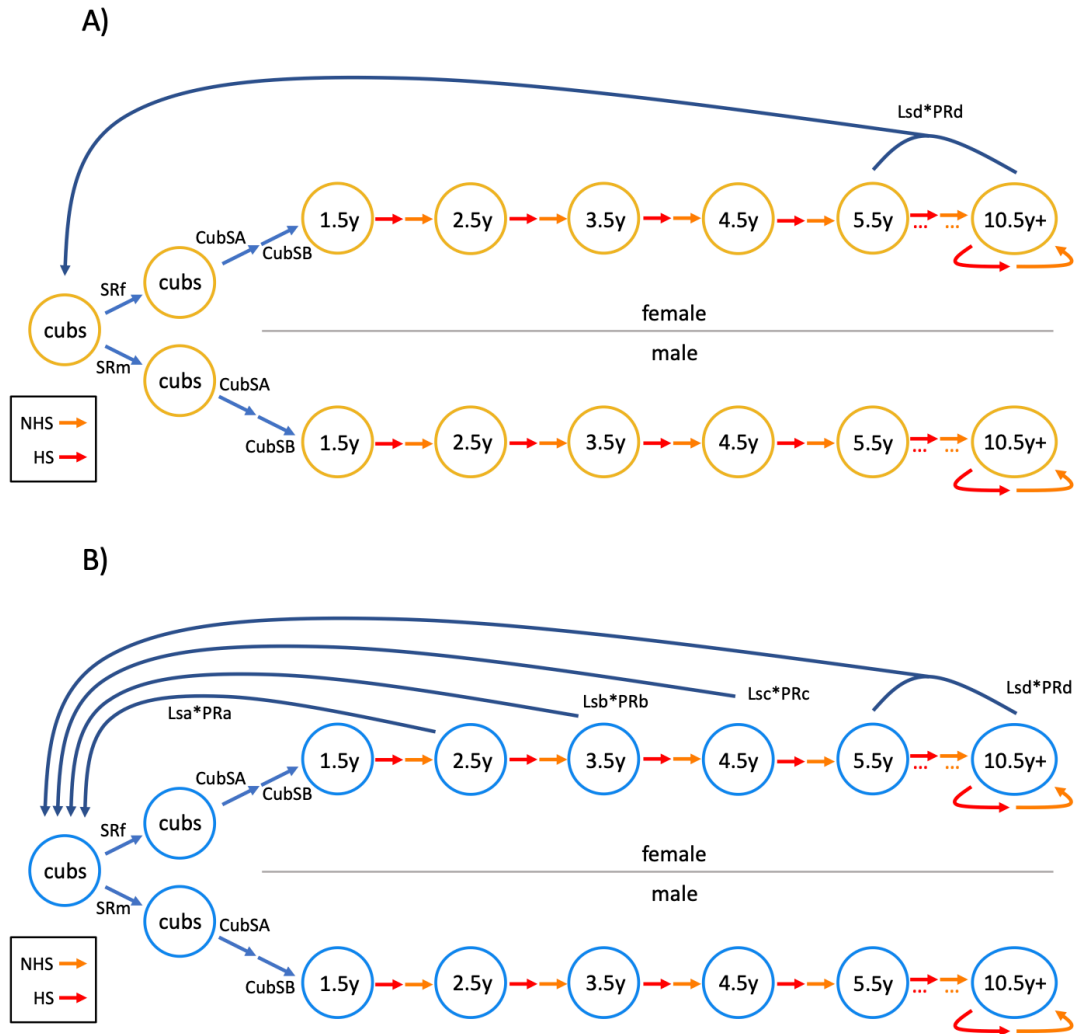 A)
Lsd*PRd
1.5y 2.5y 3.5y 4.5y 5.5y 10.5y+
... ...
CubSA
CubSB
cubs
SRf
cubs
female
male
SRm
cubs
CubSA
CubSB
1.5y 2.5y 3.5y 4.5y 5.5y 10.5y+
... ...
NHS
HS
B)
Lsa*PRa
Lsb*PRb
Lsc*PRc
Lsd*PRd
1.5y 2.5y 3.5y 4.5y 5.5y 10.5y+
... ...
CubSA
CubSB
cubs
SRf
cubs
female
male
SRm
cubs
CubSA
CubSB
1.5y 2.5y 3.5y 4.5y 5.5y 10.5y+
... ...
NHS
HS